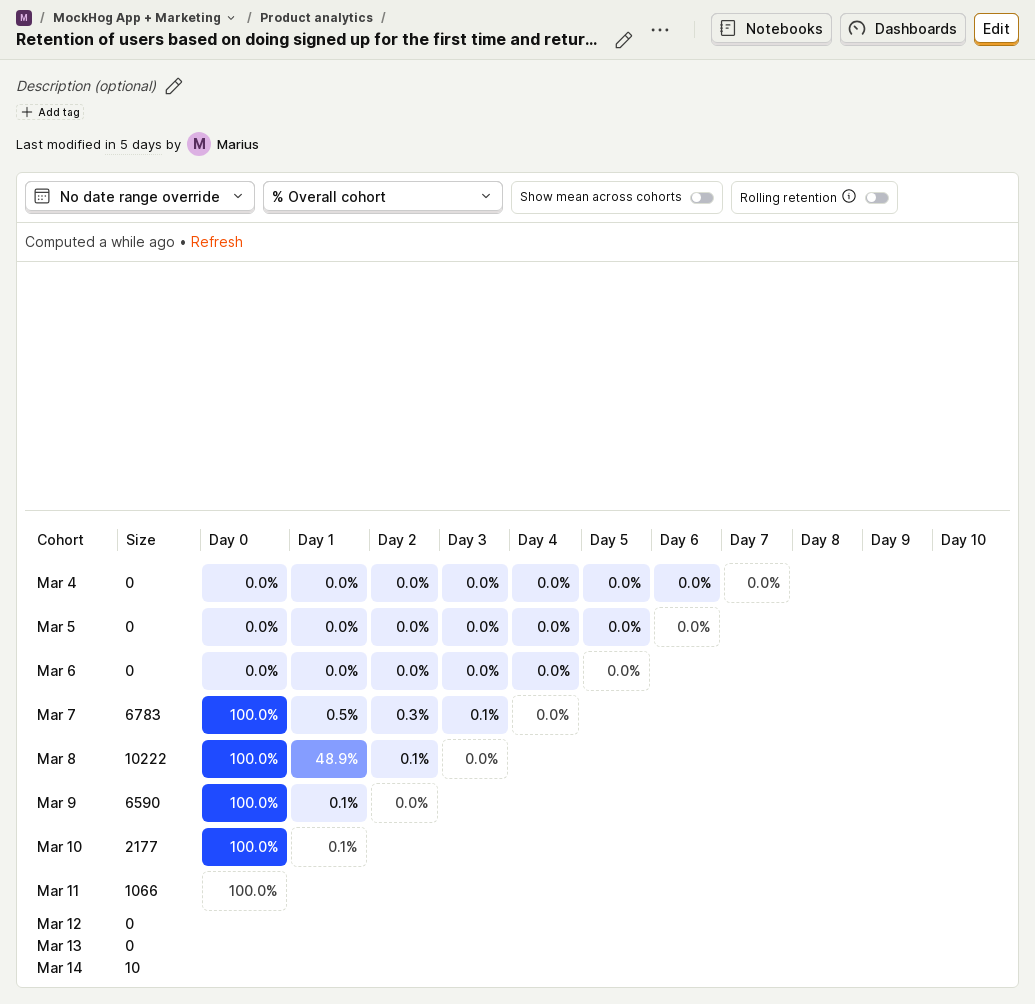 M / MockHog App + Marketing / Product analytics /
Retention of users based on doing signed up for the first time and retur...
Notebooks
Dashboards
Edit
Description (optional)
Add tag
Last modified in 5 days by M Marius
No date range override
% Overall cohort
Show mean across cohorts
Rolling retention
Computed a while ago • Refresh
Cohort Size Day 0 Day 1 Day 2 Day 3 Day 4 Day 5 Day 6 Day 7 Day 8 Day 9 Day 10
Mar 4 0 0.0% 0.0% 0.0% 0.0% 0.0% 0.0% 0.0% 0.0%
Mar 5 0 0.0% 0.0% 0.0% 0.0% 0.0% 0.0% 0.0%
Mar 6 0 0.0% 0.0% 0.0% 0.0% 0.0% 0.0%
Mar 7 6783 100.0% 0.5% 0.3% 0.1% 0.0%
Mar 8 10222 100.0% 48.9% 0.1% 0.0%
Mar 9 6590 100.0% 0.1% 0.0%
Mar 10 2177 100.0% 0.1%
Mar 11 1066 100.0%
Mar 12 0
Mar 13 0
Mar 14 10